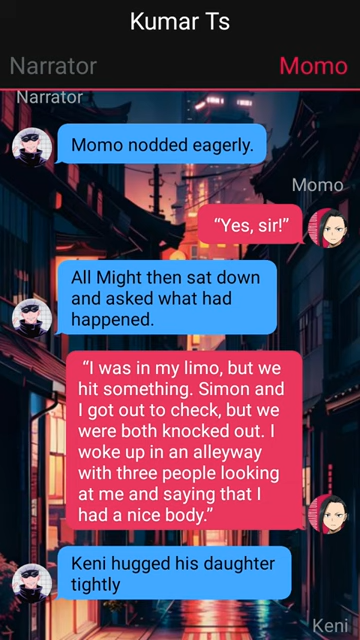 Kumar Ts
Narrator
Momo
Narrator
Momo nodded eagerly.
Momo
“Yes, sir!”
All Might then sat down
and asked what had
happened.
“I was in my limo, but we
hit something. Simon and
I got out to check, but we
were both knocked out. I
woke up in an alleyway
with three people looking
at me and saying that I
had a nice body.”
Keni hugged his daughter
tightly
Keni